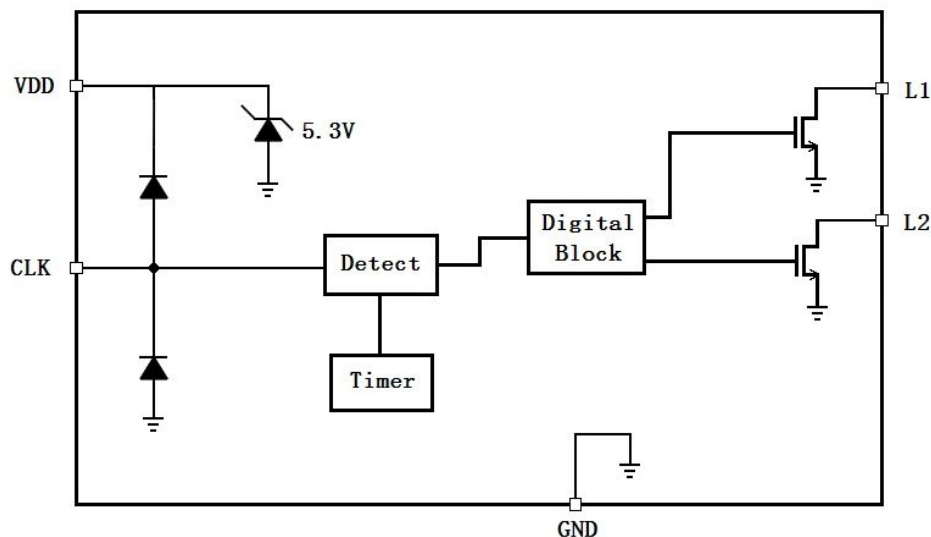 VDD
5.3V
L1
Digital
Block
L2
CLK
Detect
Timer
GND